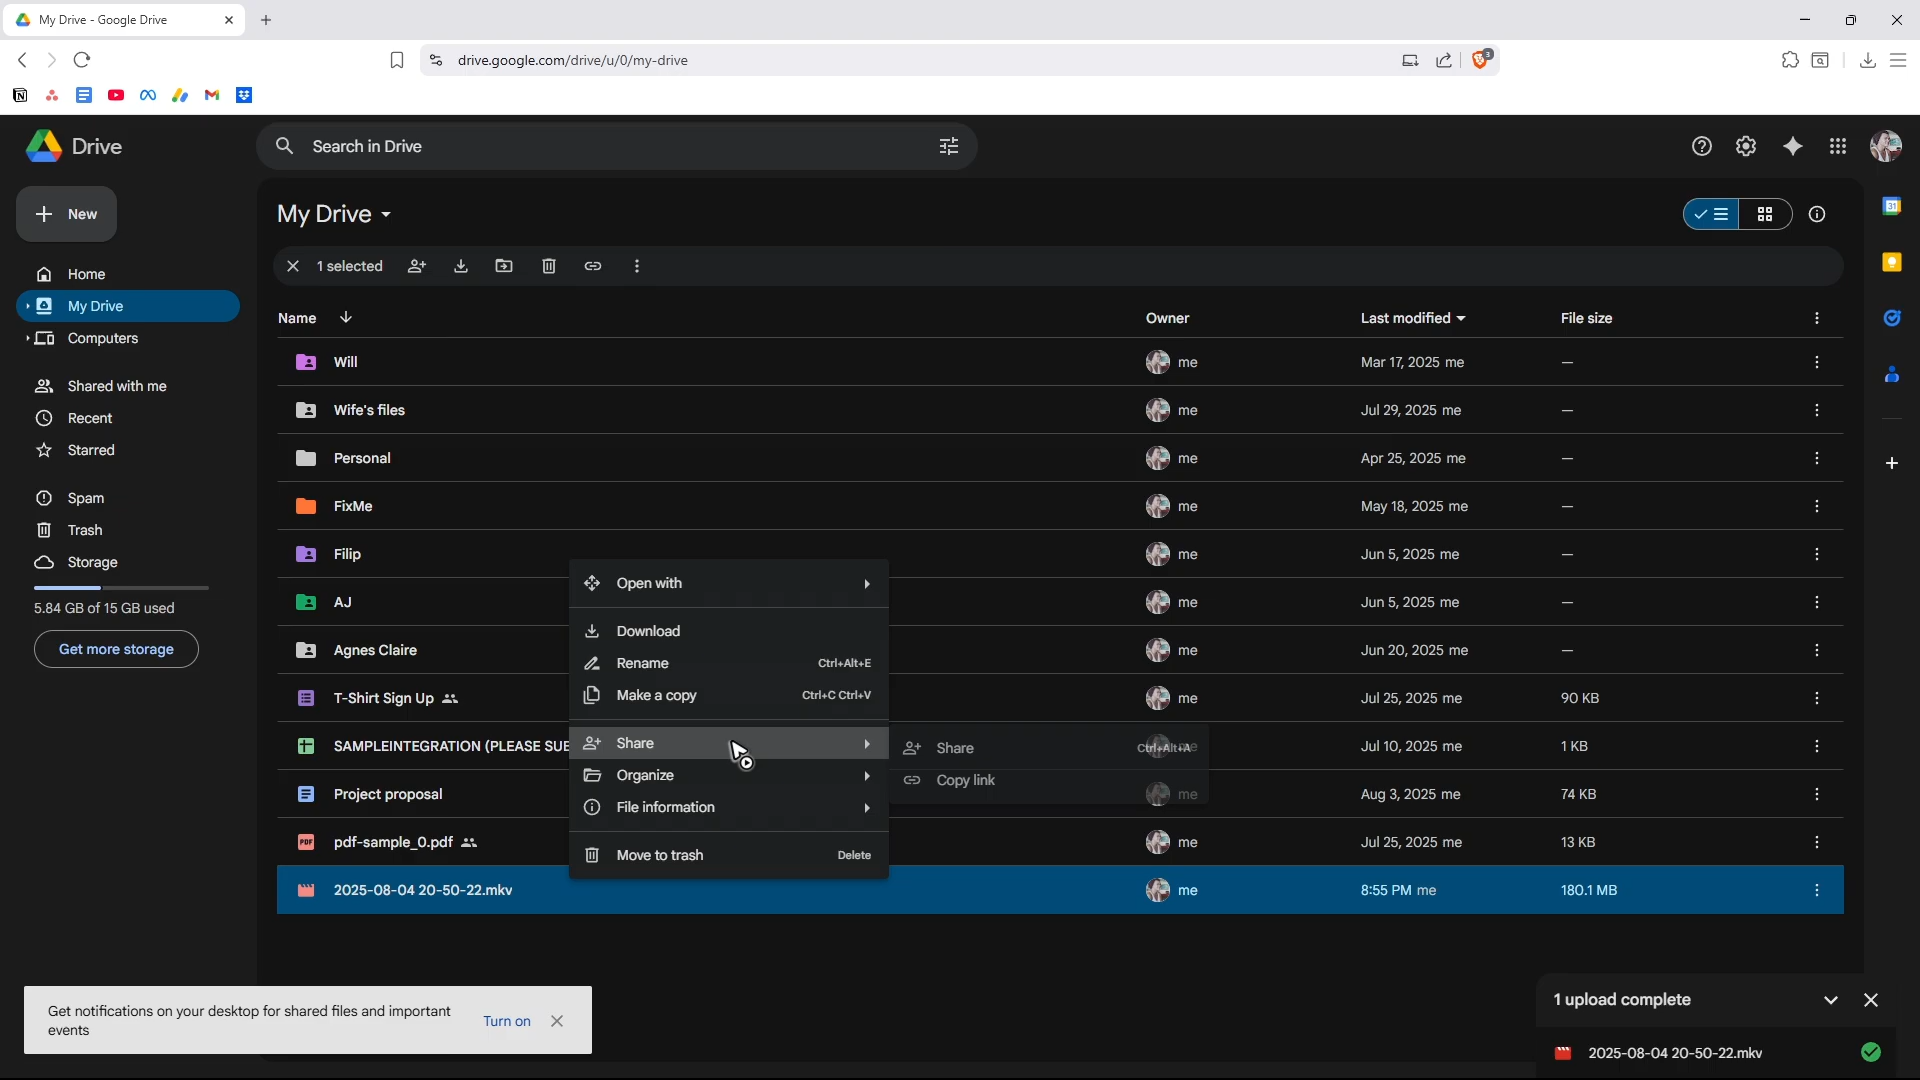 My Drive - Google Drive
drive.google.com/drive/u/0/my-drive
3
Drive
Search in Drive
New
My Drive
31
1 selected
Home
My Drive
Computers
Shared with me
Recent
Starred
Spam
Trash
Storage
5.84 GB of 15 GB used
Get more storage
Name Owner Last modified File size
Will me Mar 17, 2025 me —
Wife's files me Jul 29, 2025 me —
Personal me Apr 25, 2025 me —
FixMe me May 18, 2025 me —
Filip me Jun 5, 2025 me —
AJ me Jun 5, 2025 me —
Agnes Claire me Jun 20, 2025 me —
T-Shirt Sign Up me Jul 25, 2025 me 90 KB
SAMPLEINTEGRATION (PLEASE SUB me Jul 10, 2025 me 1 KB
Project proposal me Aug 3, 2025 me 74 KB
PDF pdf-sample_0.pdf me Jul 25, 2025 me 13 KB
2025-08-04 20-50-22.mkv me 8:55 PM me 180.1 MB
Open with
Download
Rename Ctrl+Alt+E
Make a copy Ctrl+C Ctrl+V
Share
Organize
File information
Move to trash Delete
Share Ctrl+Alt+A
Copy link
Get notifications on your desktop for shared files and important
events
Turn on
1 upload complete
2025-08-04 20-50-22.mkv